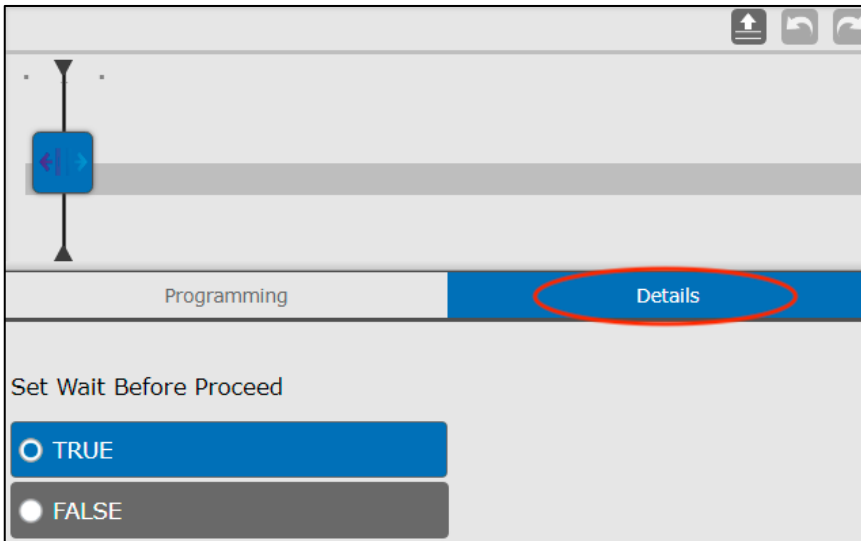 Programming
Details
Set Wait Before Proceed
TRUE
FALSE